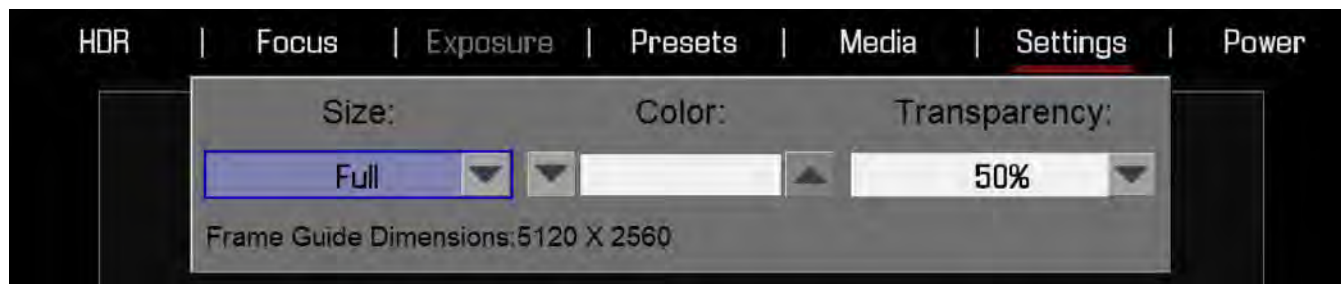 HDR | Focus | Exposure | Presets | Media | Settings | Power
Size: Color: Transparency:
Full 50%
Frame Guide Dimensions:5120 X 2560